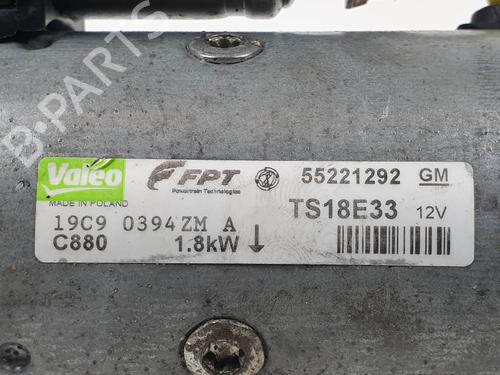 B-PARTS
Valeo FPT 55221292 GM
Powertrain Technologies
MADE IN POLAND TS18E33 12V
19C9 0394ZM A
C880 1.8kW